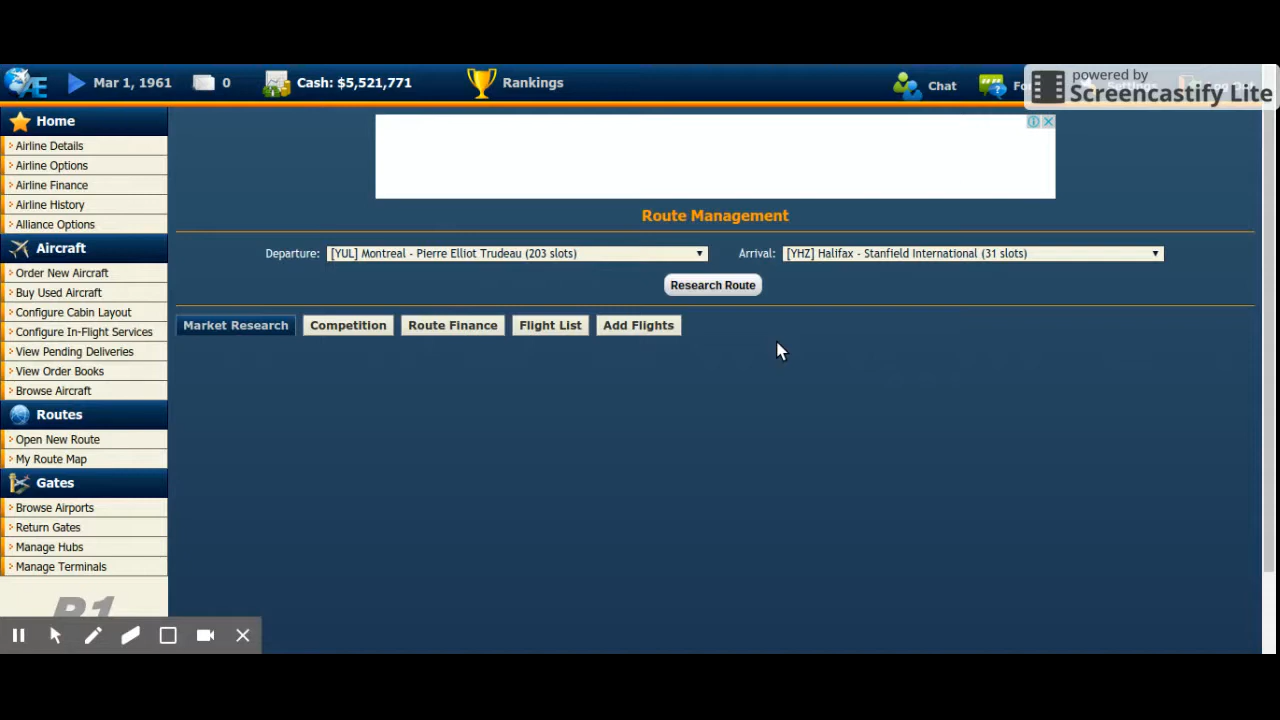 AE Mar 1, 1961 0 Cash: $5,521,771 Rankings Chat
powered by
Screencastify Lite
Home
Airline Details
Airline Options
Airline Finance
Airline History
Alliance Options
Aircraft
Order New Aircraft
Buy Used Aircraft
Configure Cabin Layout
Configure In-Flight Services
View Pending Deliveries
View Order Books
Browse Aircraft
Routes
Open New Route
My Route Map
Gates
Browse Airports
Return Gates
Manage Hubs
Manage Terminals
R1
Route Management
Departure: [YUL] Montreal - Pierre Elliot Trudeau (203 slots) Arrival: [YHZ] Halifax - Stanfield International (31 slots)
Research Route
Market Research Competition Route Finance Flight List Add Flights